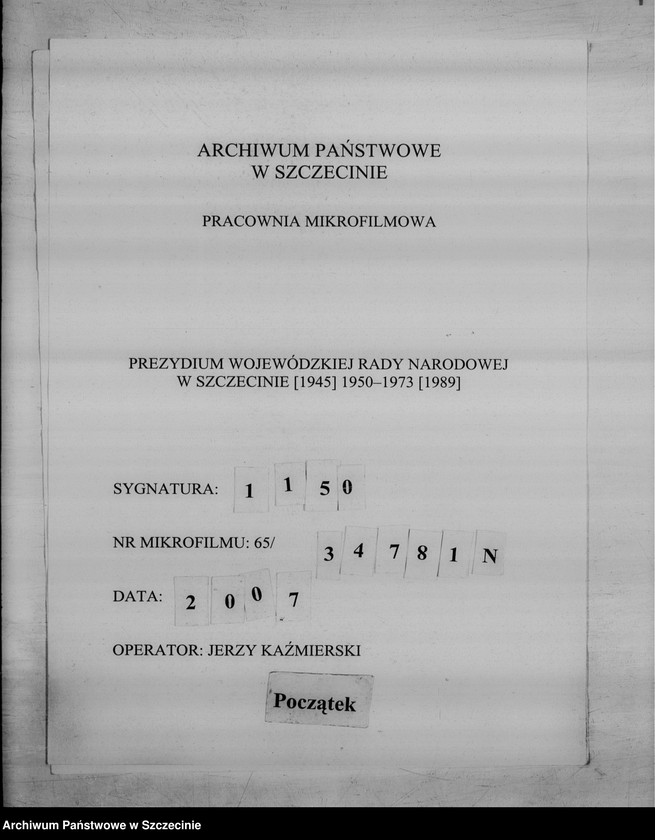 ARCHIWUM PAŃSTWOWE
W SZCZECINIE
PRACOWNIA MIKROFILMOWA
PREZYDIUM WOJEWÓDZKIEJ RADY NARODOWEJ
W SZCZECINIE [1945] 1950–1973 [1989]
SYGNATURA: 1 1 5 0
NR MIKROFILMU: 65/ 3 4 7 8 1 N
DATA: 2 0 0 7
OPERATOR: JERZY KAŹMIERSKI
Początek
Archiwum Państwowe w Szczecinie